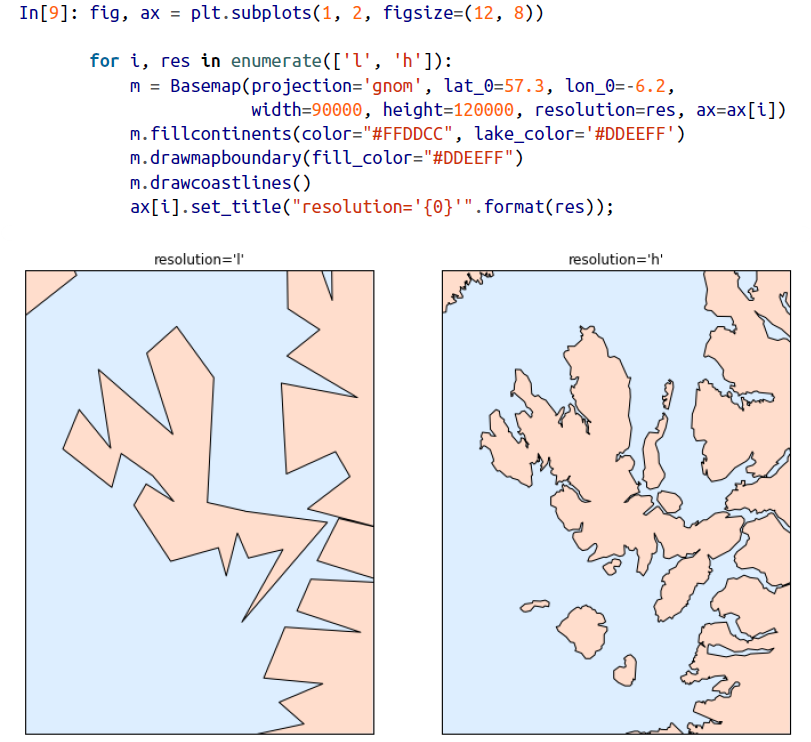 In[9]: fig, ax = plt.subplots(1, 2, figsize=(12, 8))
for i, res in enumerate(['l', 'h']):
m = Basemap(projection='gnom', lat_0=57.3, lon_0=-6.2,
width=90000, height=120000, resolution=res, ax=ax[i])
m.fillcontinents(color="#FFDDCC", lake_color='#DDEEFF')
m.drawmapboundary(fill_color="#DDEEFF")
m.drawcoastlines()
ax[i].set_title("resolution='{0}'".format(res));
resolution='l'
resolution='h'